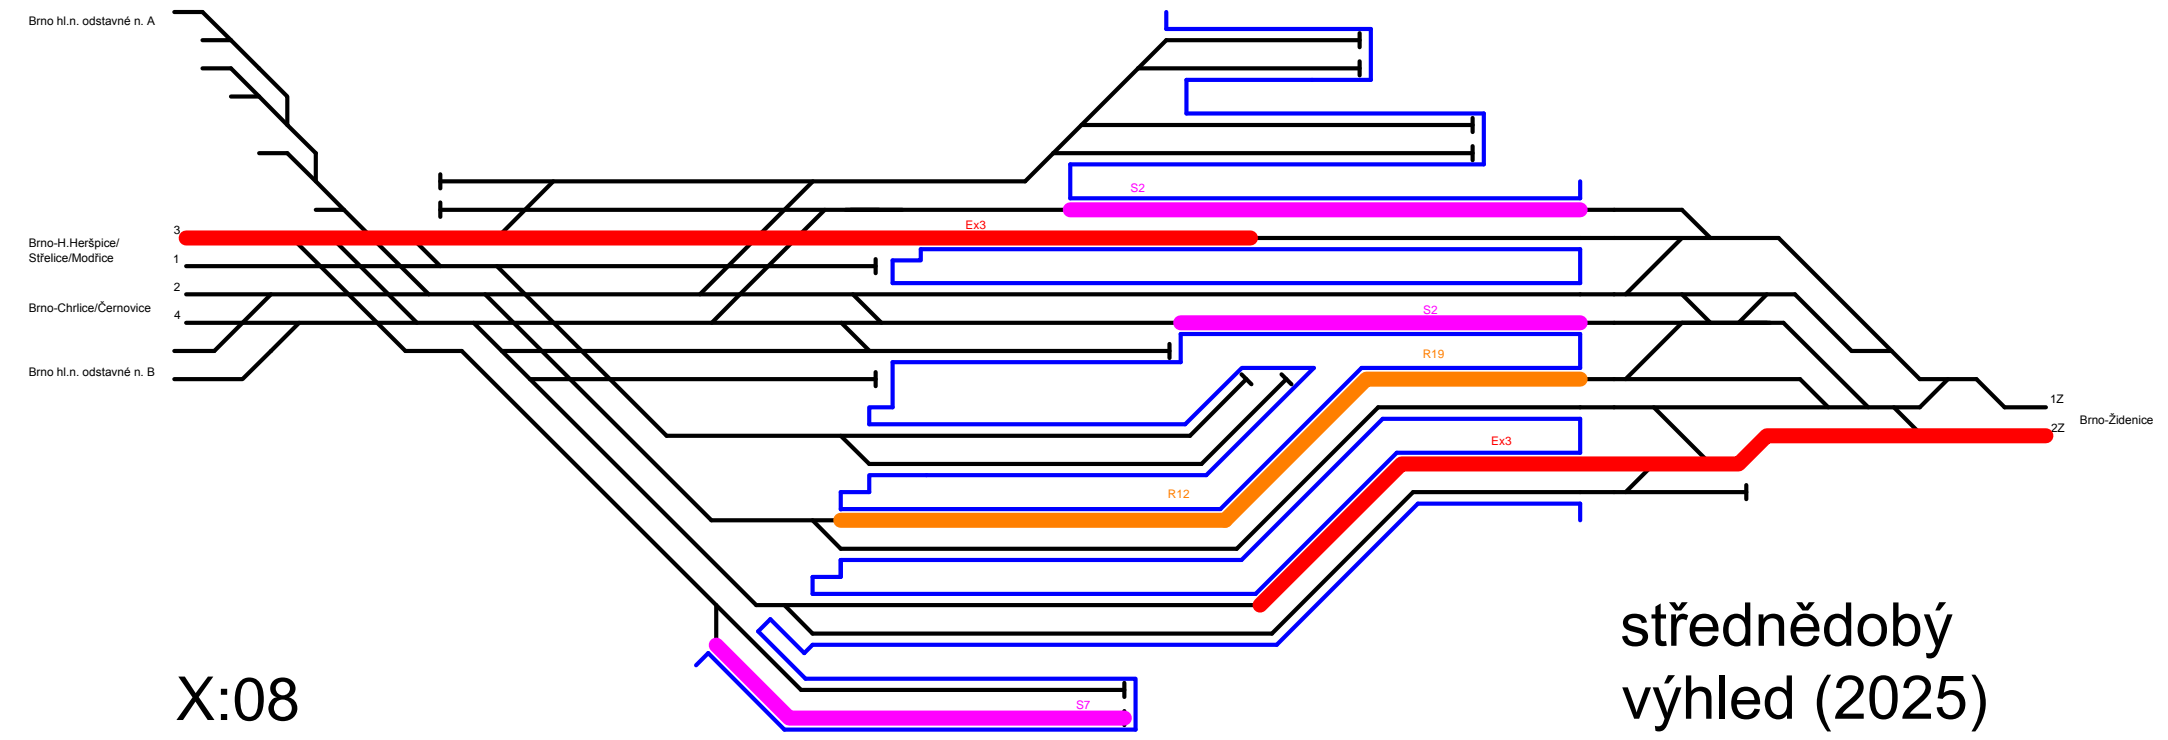 Brno hl.n. odstavné n. A
S2
3
Ex3
Brno-H.Heršpice/
Střelice/Modřice
1
2
Brno-Chrlice/Černovice
4
S2
R19
Brno hl.n. odstavné n. B
1Z
Brno-Židenice
2Z
Ex3
R12
střednědobý
výhled (2025)
X:08
S7